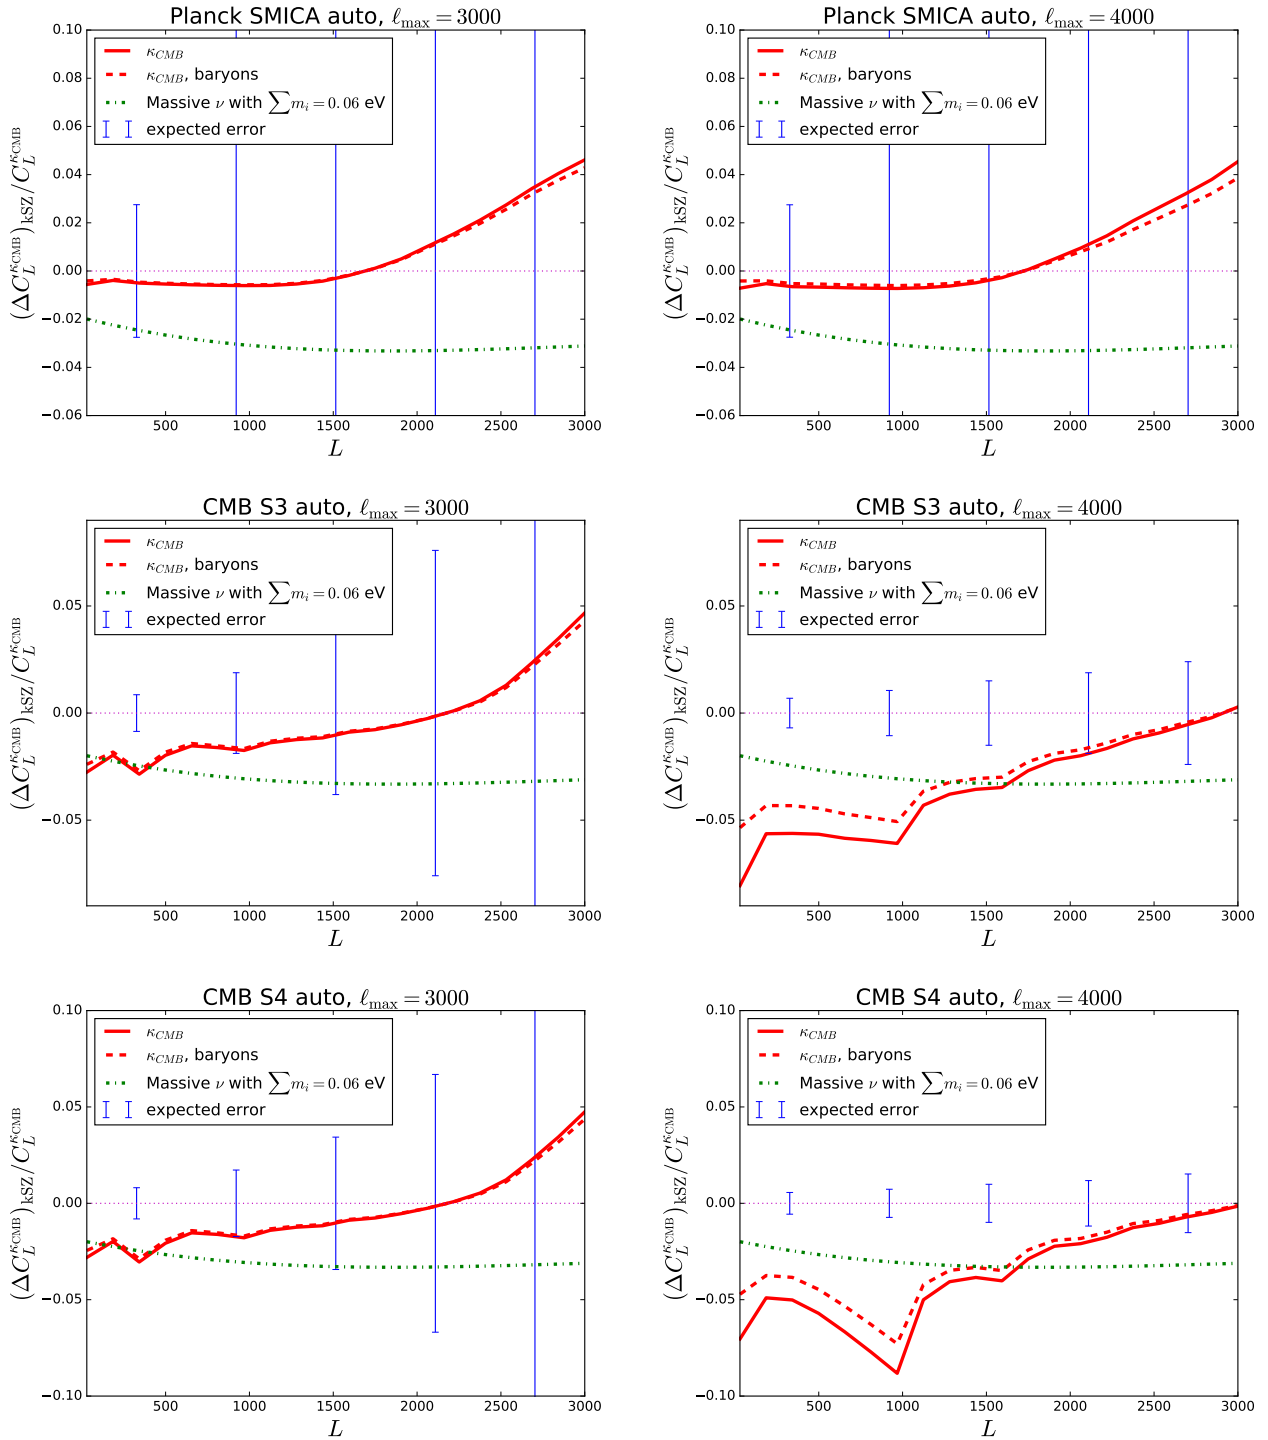 Planck SMICA auto, ℓmax = 3000
0.10
0.08
0.06
0.04
0.02
0.00
−0.02
−0.04
−0.06
(ΔC_L^{κCMB})_{kSZ}/C_L^{κCMB}
κCMB
κCMB, baryons
Massive ν with ∑mi = 0.06 eV
expected error
500 1000 1500 2000 2500 3000
L
Planck SMICA auto, ℓmax = 4000
0.10
0.08
0.06
0.04
0.02
0.00
−0.02
−0.04
−0.06
(ΔC_L^{κCMB})_{kSZ}/C_L^{κCMB}
κCMB
κCMB, baryons
Massive ν with ∑mi = 0.06 eV
expected error
500 1000 1500 2000 2500 3000
L
CMB S3 auto, ℓmax = 3000
0.05
0.00
−0.05
(ΔC_L^{κCMB})_{kSZ}/C_L^{κCMB}
κCMB
κCMB, baryons
Massive ν with ∑mi = 0.06 eV
expected error
500 1000 1500 2000 2500 3000
L
CMB S3 auto, ℓmax = 4000
0.05
0.00
−0.05
(ΔC_L^{κCMB})_{kSZ}/C_L^{κCMB}
κCMB
κCMB, baryons
Massive ν with ∑mi = 0.06 eV
expected error
500 1000 1500 2000 2500 3000
L
CMB S4 auto, ℓmax = 3000
0.10
0.05
0.00
−0.05
−0.10
(ΔC_L^{κCMB})_{kSZ}/C_L^{κCMB}
κCMB
κCMB, baryons
Massive ν with ∑mi = 0.06 eV
expected error
500 1000 1500 2000 2500 3000
L
CMB S4 auto, ℓmax = 4000
0.10
0.05
0.00
−0.05
−0.10
(ΔC_L^{κCMB})_{kSZ}/C_L^{κCMB}
κCMB
κCMB, baryons
Massive ν with ∑mi = 0.06 eV
expected error
500 1000 1500 2000 2500 3000
L